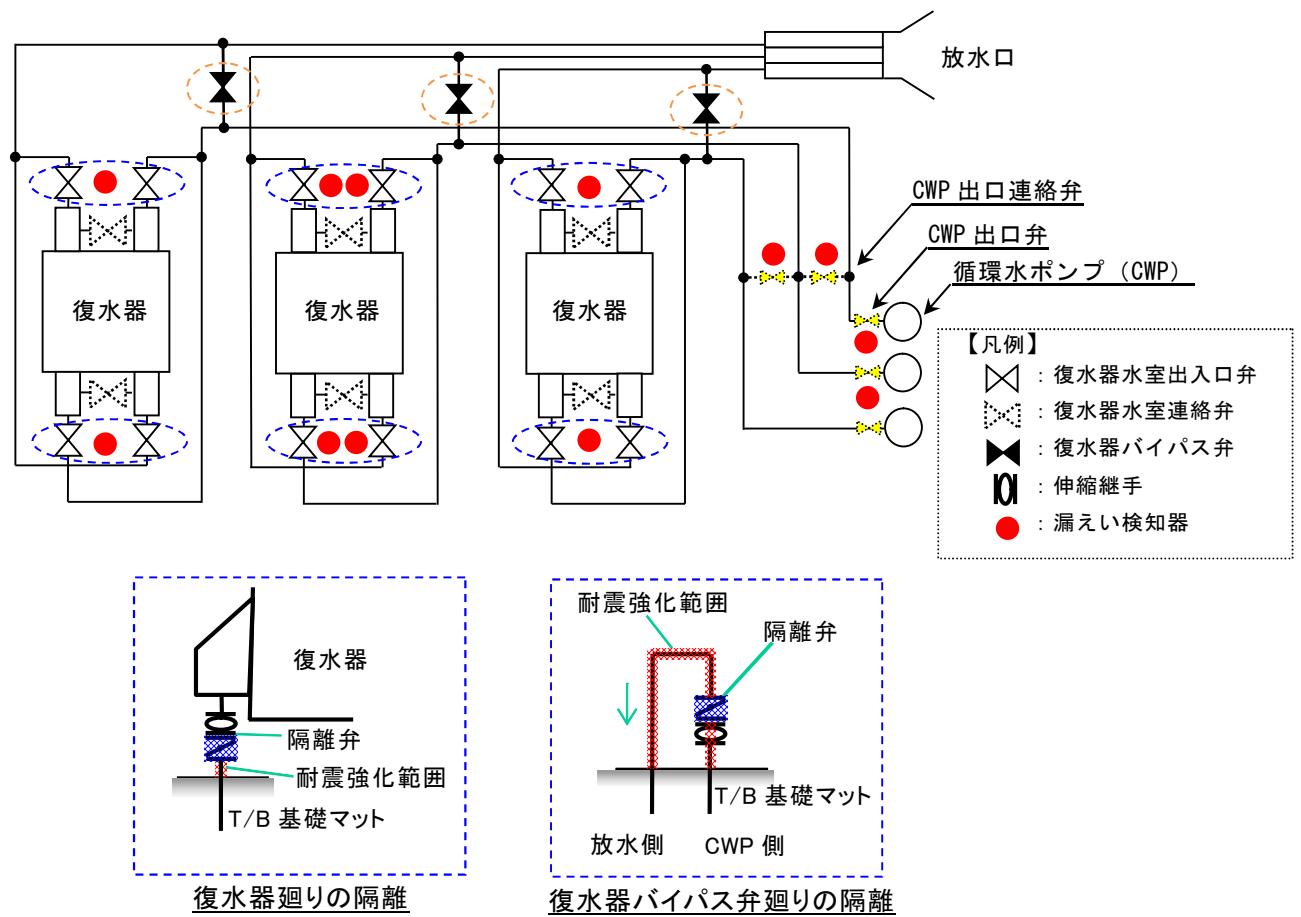 放水口
CWP 出口連絡弁
CWP 出口弁
循環水ポンプ（CWP）
復水器
復水器
復水器
【凡例】
：復水器水室出入口弁
：復水器水室連絡弁
：復水器バイパス弁
：伸縮継手
：漏えい検知器
復水器
隔離弁
耐震強化範囲
T/B 基礎マット
復水器廻りの隔離
耐震強化範囲
隔離弁
T/B 基礎マット
放水側
CWP 側
復水器バイパス弁廻りの隔離